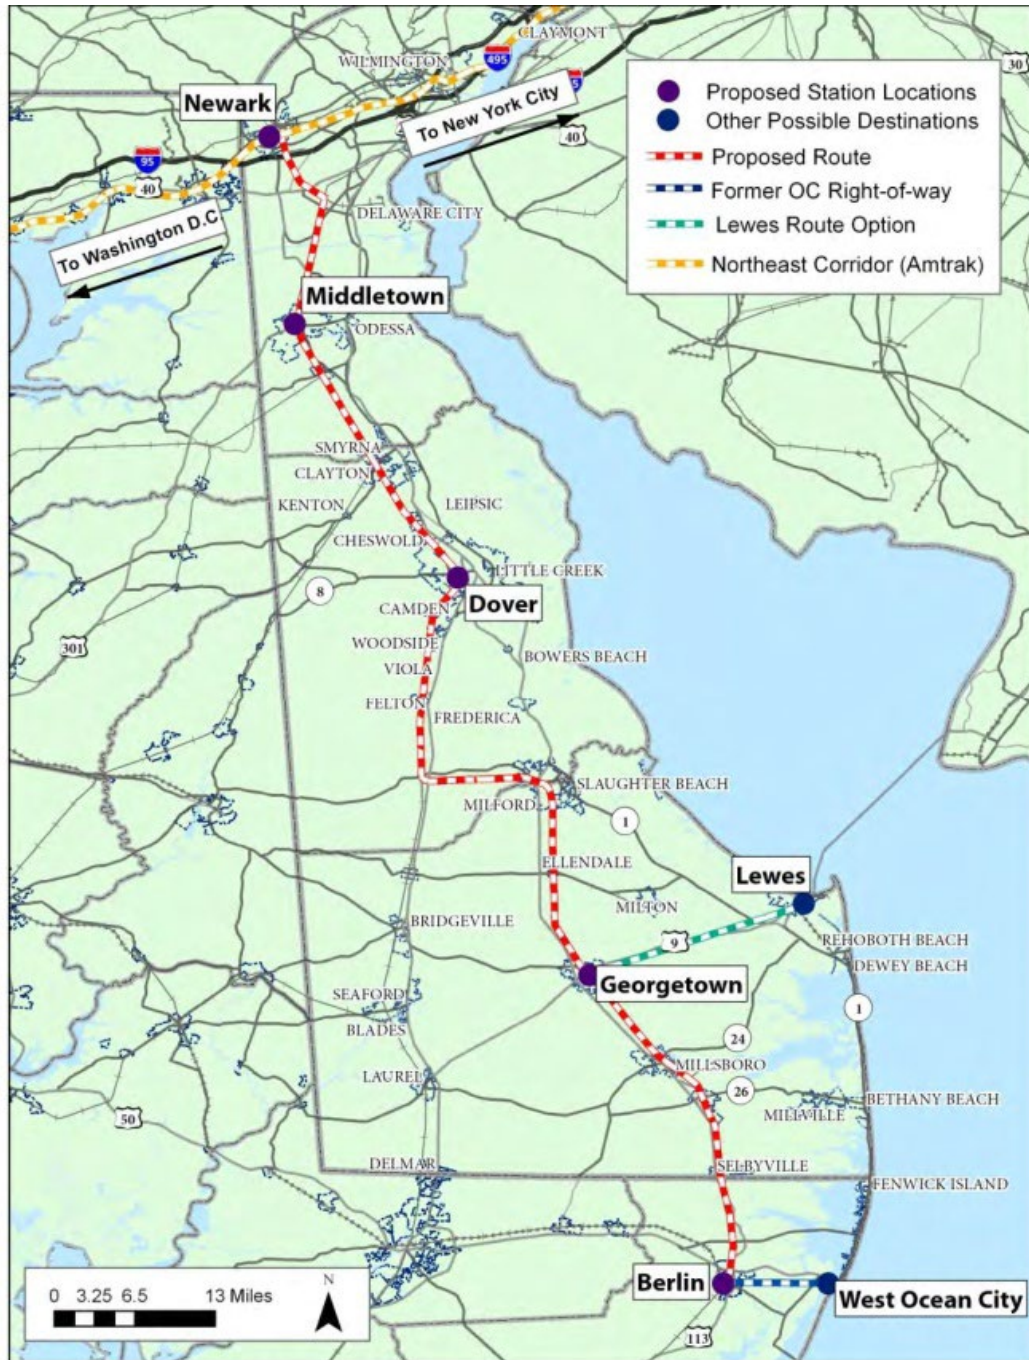 CLAYMONT
WILMINGTON
495
30
Newark
To New York City
5
40
95
40
To Washington D.C
DELAWARE CITY
Proposed Station Locations
Other Possible Destinations
Proposed Route
Former OC Right-of-way
Lewes Route Option
Northeast Corridor (Amtrak)
Middletown
ODESSA
SMYRNA
CLAYTON
KENTON
LEIPSIC
CHESWOLD
LITTLE CREEK
8
Dover
CAMDEN
WOODSIDE
301
VIOLA
BOWERS BEACH
FELTON
FREDERICA
SLAUGHTER BEACH
MILFORD
1
ELLENDALE
Lewes
MILTON
BRIDGEVILLE
9
REHOBOTH BEACH
DEWEY BEACH
Georgetown
SEAFORD
BLADES
1
24
MILLSBORO
LAUREL
26
BETHANY BEACH
MILLVILLE
50
DELMAR
SELBYVILLE
FENWICK ISLAND
Berlin
West Ocean City
113
0 3.25 6.5 13 Miles
N